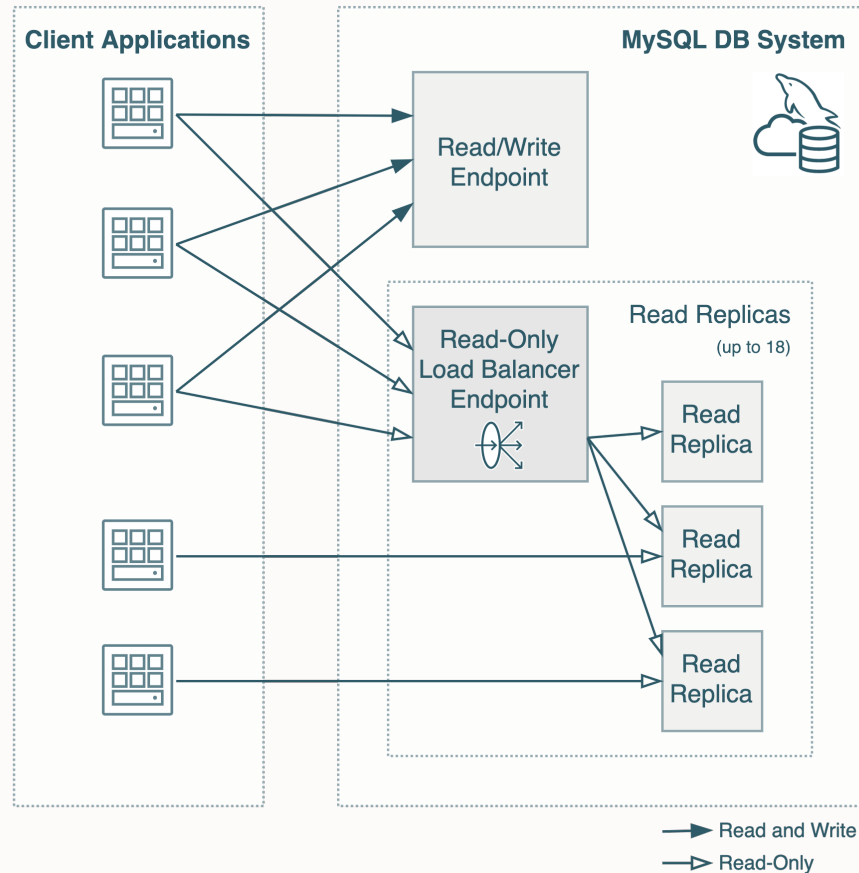 Client Applications
MySQL DB System
Read/Write
Endpoint
Read Replicas
(up to 18)
Read-Only
Load Balancer
Endpoint
Read
Replica
Read
Replica
Read
Replica
Read and Write
Read-Only